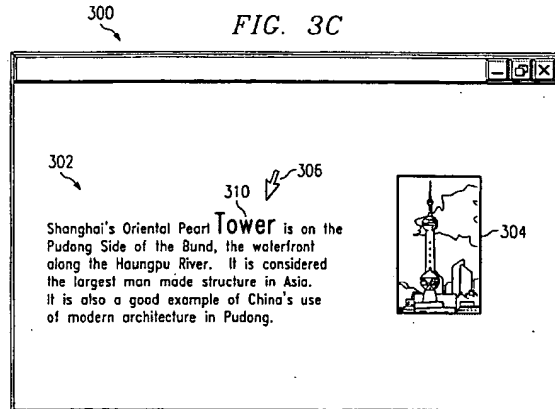 300
FIG. 3C
302
306
310
304
Shanghai's Oriental Pearl Tower is on the
Pudong Side of the Bund, the waterfront
along the Haungpu River. It is considered
the largest man made structure in Asia.
It is also a good example of China's use
of modern architecture in Pudong.